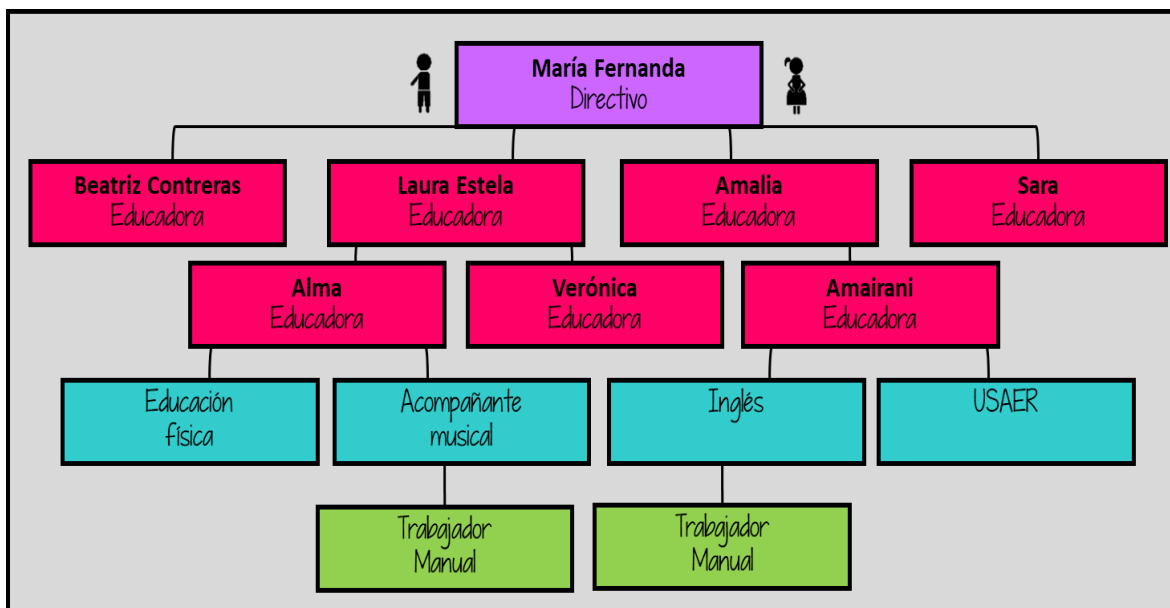 María Fernanda
Directivo
Beatriz Contreras
Educadora
Laura Estela
Educadora
Amalia
Educadora
Sara
Educadora
Alma
Educadora
Verónica
Educadora
Amairani
Educadora
Educación
física
Acompañante
musical
Inglés
USAER
Trabajador
Manual
Trabajador
Manual